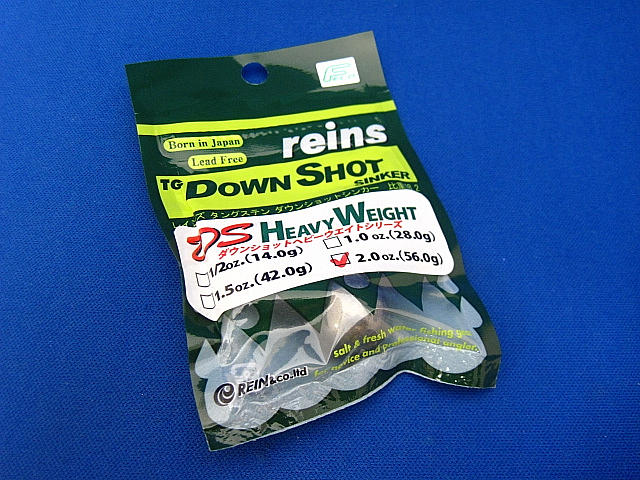 Born in Japan
reins
Lead Free
TG DOWN SHOT
SINKER
タングステン ダウンショットシンカー
DS HEAVY WEIGHT
ダウンショットヘビーウエイトシリーズ
1/2oz.(14.0g)
1.0 oz.(28.0g)
1.5oz.(42.0g)
2.0oz.(56.0g)
salt & fresh water fishing
for novice and Professional angler
REIN&co.ltd